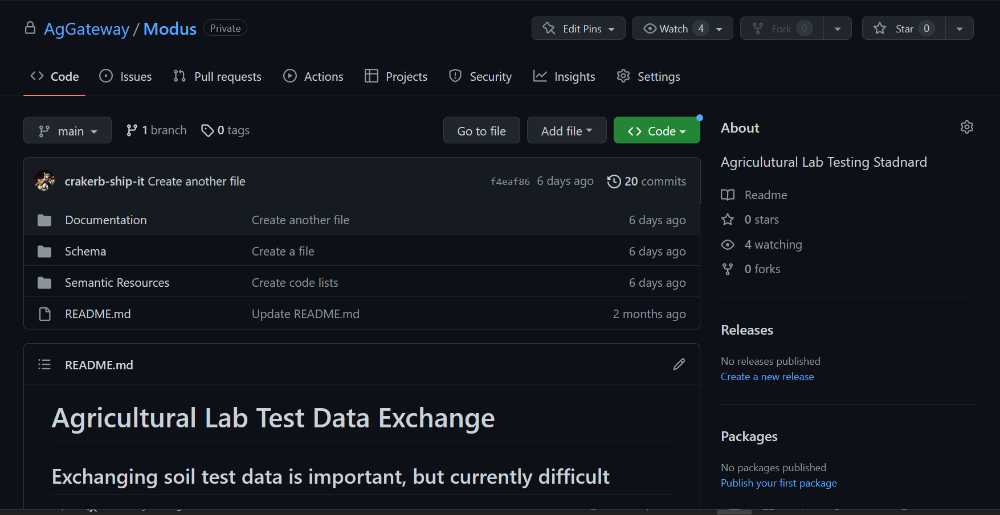 AgGateway / Modus Private
Edit Pins Watch 4 Fork 0 Star 0
Code Issues Pull requests Actions Projects Security Insights Settings
main 1 branch 0 tags Go to file Add file Code
crakerb-ship-it Create another file f4eaf86 6 days ago 20 commits
Documentation Create another file 6 days ago
Schema Create a file 6 days ago
Semantic Resources Create code lists 6 days ago
README.md Update README.md 2 months ago
README.md
Agricultural Lab Test Data Exchange
Exchanging soil test data is important, but currently difficult
About
Agriculutural Lab Testing Stadnard
Readme
0 stars
4 watching
0 forks
Releases
No releases published
Create a new release
Packages
No packages published
Publish your first package